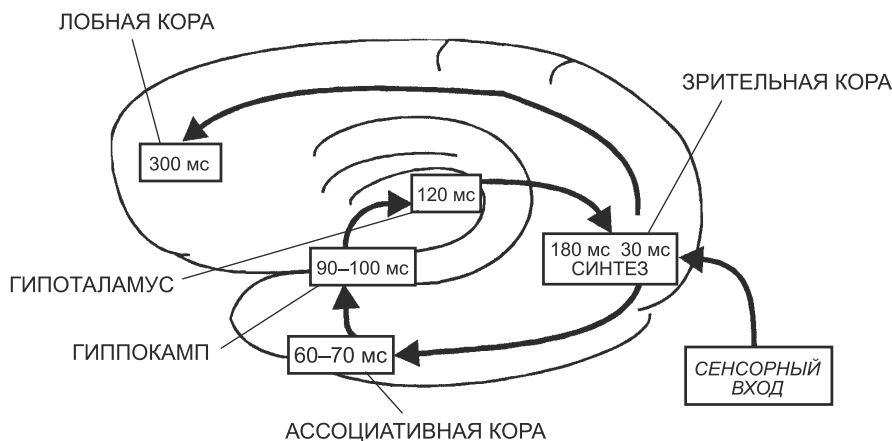 ЛОБНАЯ КОРА
ЗРИТЕЛЬНАЯ КОРА
300 мс
120 мс
180 мс 30 мс
СИНТЕЗ
90–100 мс
ГИПОТАЛАМУС
ГИППОКАМП
60–70 мс
СЕНСОРНЫЙ
ВХОД
АССОЦИАТИВНАЯ КОРА